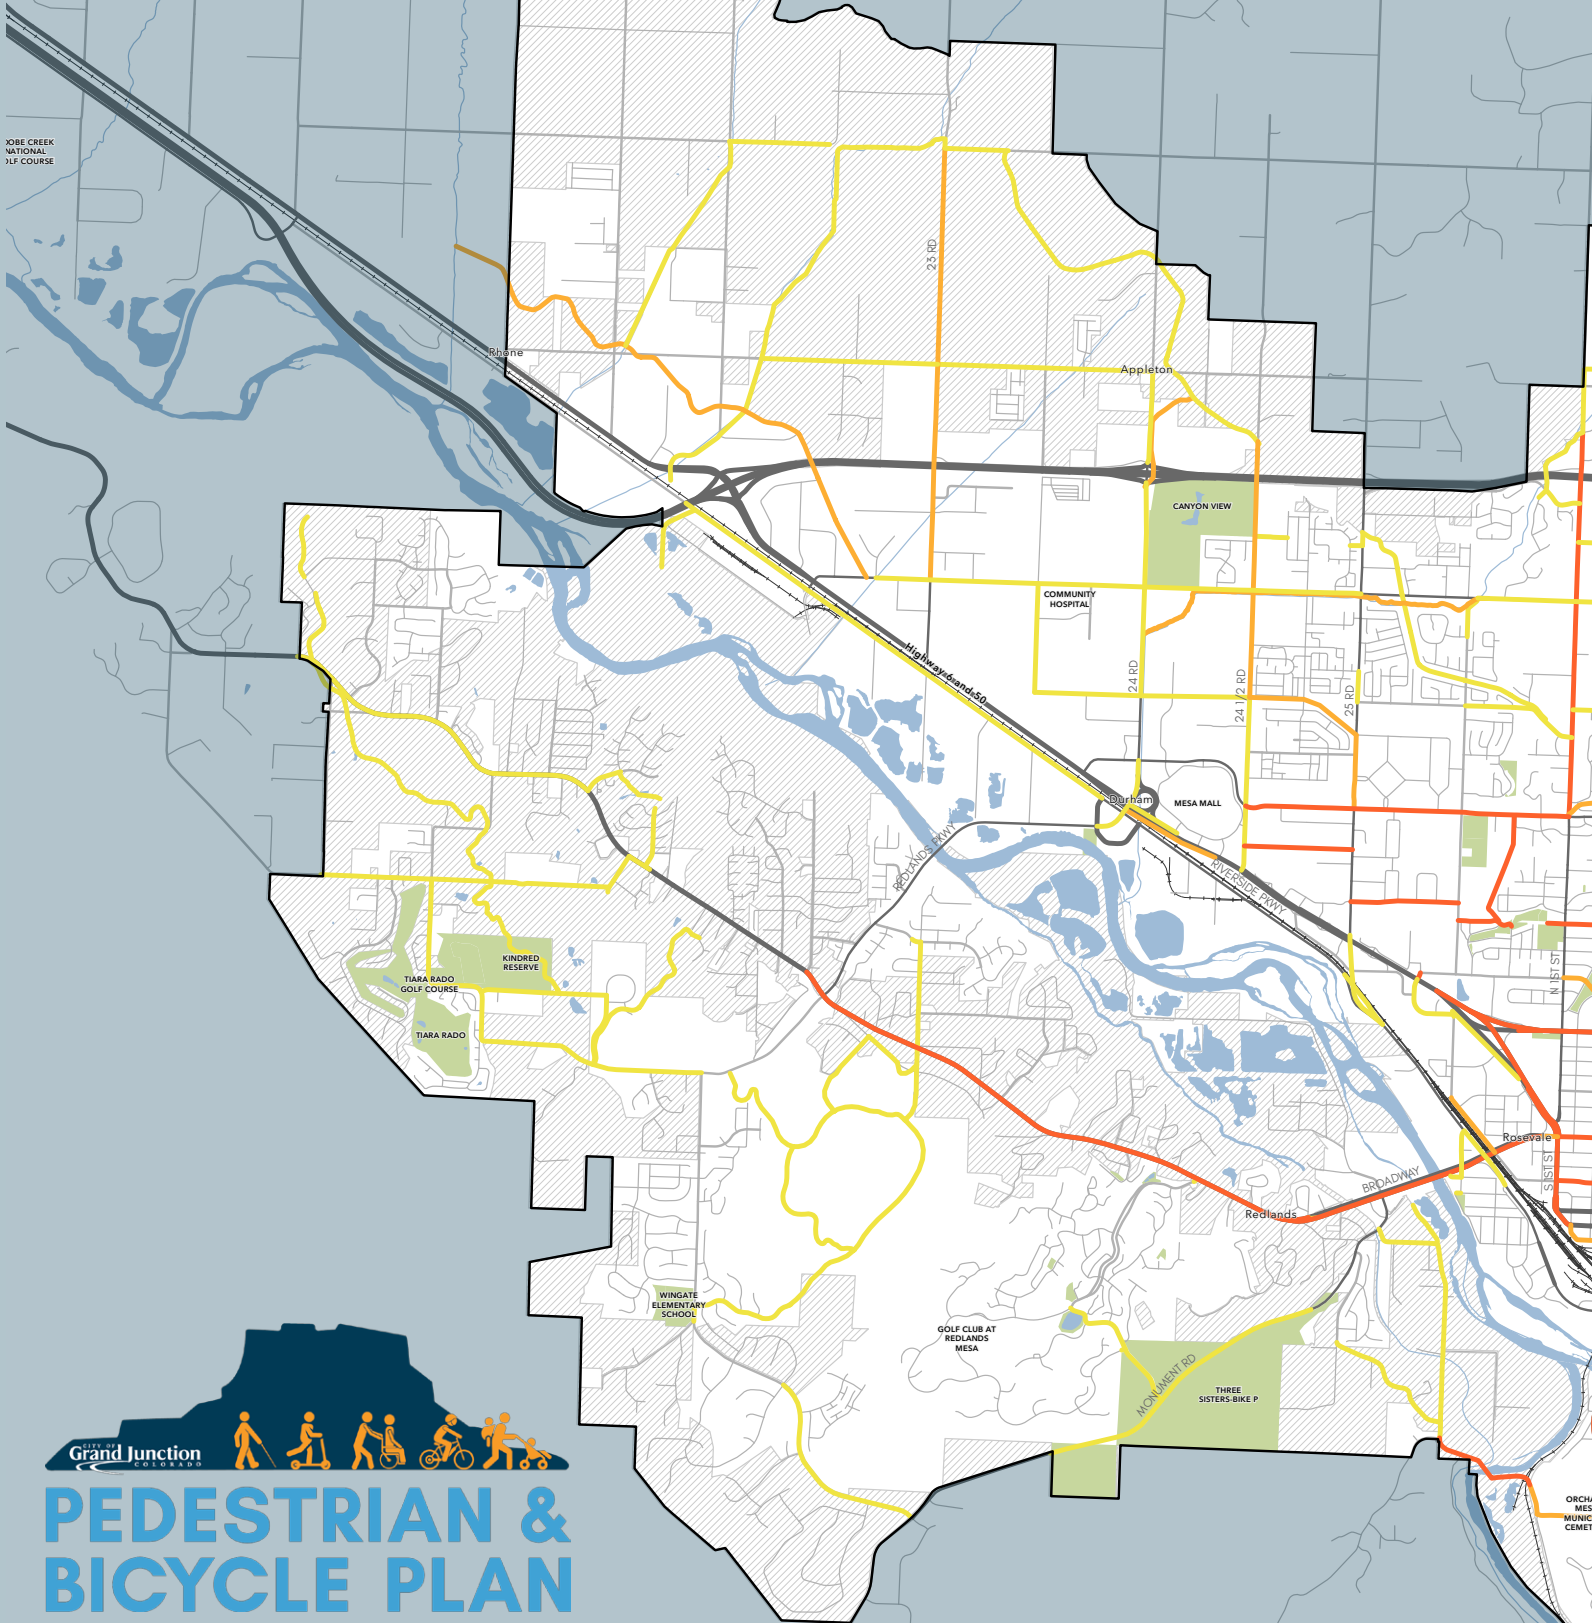 DOBE CREEK
NATIONAL
OLF COURSE
23 RD
Rhone
Appleton
CANYON VIEW
COMMUNITY
HOSPITAL
Highway 6 and 50
24 RD
24 1/2 RD
25 RD
Durham
MESA MALL
REDLANDS PKWY
RIVERSIDE PKWY
KINDRED
RESERVE
TIARA RADO
GOLF COURSE
TIARA RADO
N 1ST ST
Rosevale
S 1ST ST
BROADWAY
Redlands
WINGATE
ELEMENTARY
SCHOOL
GOLF CLUB AT
REDLANDS
MESA
MONUMENT RD
THREE
SISTERS-BIKE P
ORCHA
MES
MUNIC
CEMET
CITY OF
Grand Junction
COLORADO
PEDESTRIAN &
BICYCLE PLAN